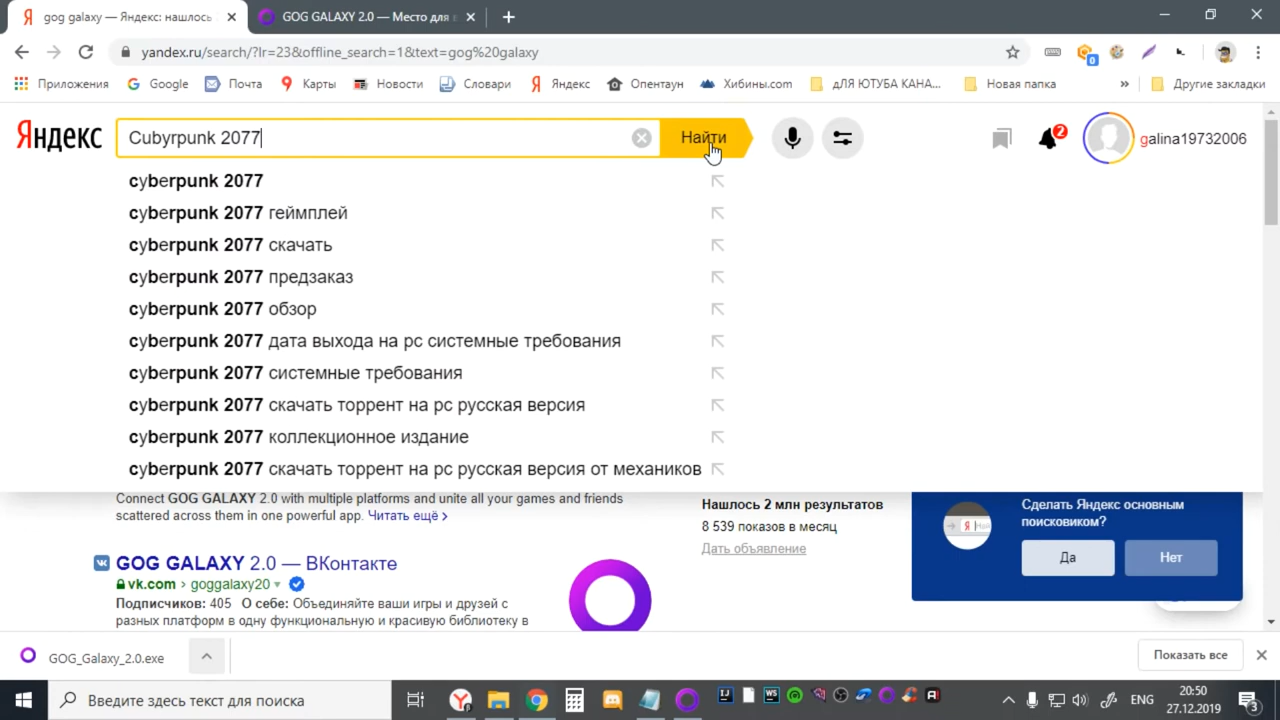 gog galaxy — Яндекс: нашлось
GOG GALAXY 2.0 — Место для
yandex.ru/search/?lr=23&offline_search=1&text=gog%20galaxy
0
Приложения
Google
Почта
Карты
Новости
Словари
Яндекс
Опентаун
Хибины.com
ДЛЯ ЮТУБА КАНА...
Новая папка
»
Другие закладки
Яндекс
Cubyrpunk 2077
Найти
2
galina19732006
cyberpunk 2077
cyberpunk 2077 геймплей
cyberpunk 2077 скачать
cyberpunk 2077 предзаказ
cyberpunk 2077 обзор
cyberpunk 2077 дата выхода на pc системные требования
cyberpunk 2077 системные требования
cyberpunk 2077 скачать торрент на pc русская версия
cyberpunk 2077 коллекционное издание
cyberpunk 2077 скачать торрент на pc русская версия от механиков
Connect GOG GALAXY 2.0 with multiple platforms and unite all your games and friends
scattered across them in one powerful app. Читать ещё >
Нашлось 2 млн результатов
8 539 показов в месяц
Дать объявление
Сделать Яндекс основным
поисковиком?
Да
Нет
GOG GALAXY 2.0 — ВКонтакте
vk.com › goggalaxy20
Подписчиков: 405 О себе: Объединяйте ваши игры и друзей с
разных платформ в одну функциональную и красивую библиотеку в
GOG_Galaxy_2.0.exe
Показать все
Введите здесь текст для поиска
ENG
20:50
27.12.2019
3